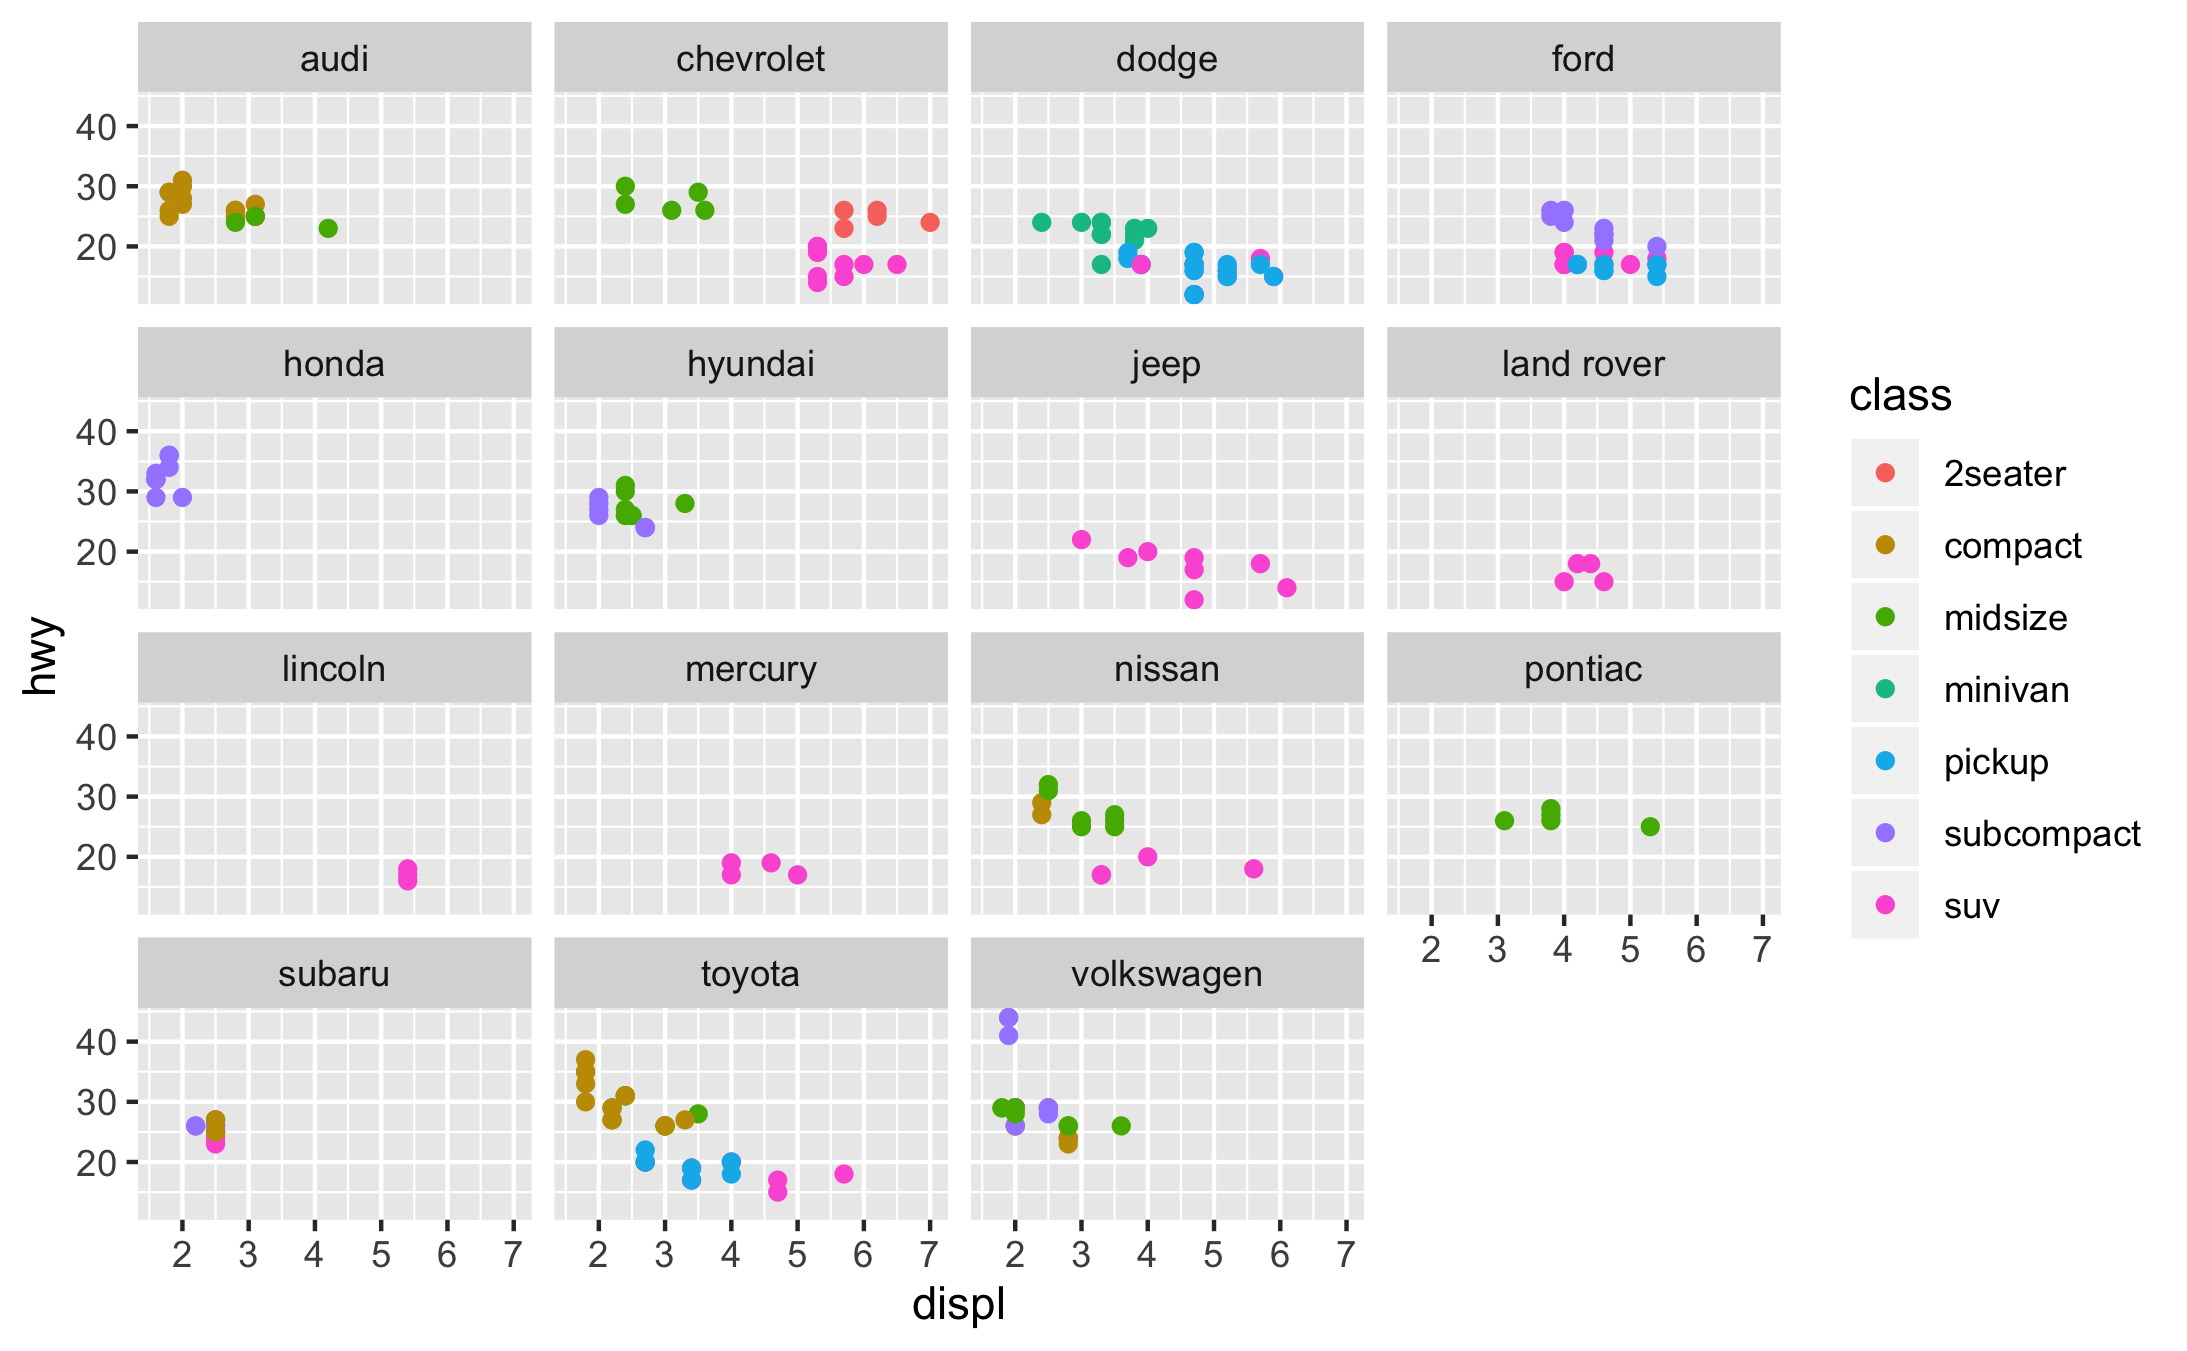 audi chevrolet dodge ford
40
30
20
honda hyundai jeep land rover
40
30
20
lincoln mercury nissan pontiac
40
30
20
2 3 4 5 6 7
subaru toyota volkswagen
40
30
20
2 3 4 5 6 7 2 3 4 5 6 7 2 3 4 5 6 7
displ
hwy
class
2seater
compact
midsize
minivan
pickup
subcompact
suv